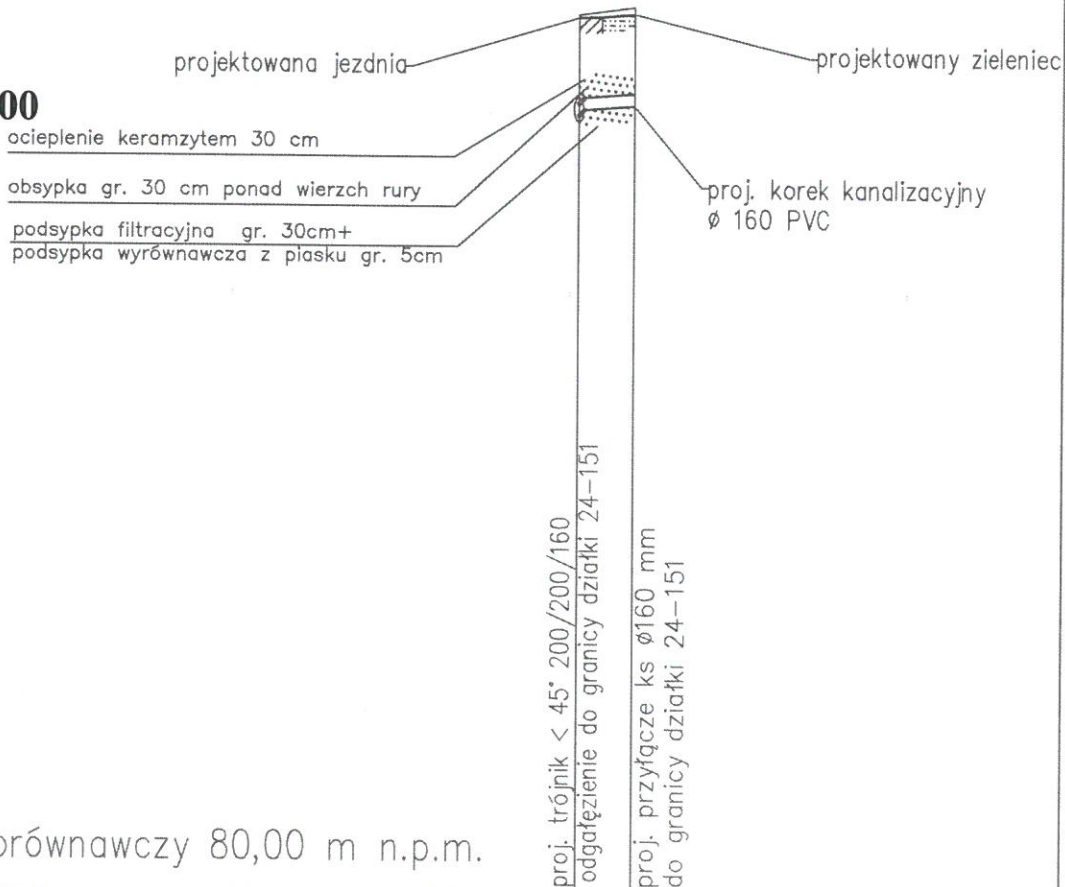 projektowana jezdnia
projektowany zieleniec
00
ocieplenie keramzytem 30 cm
obsypka gr. 30 cm ponad wierzch rury
proj. korek kanalizacyjny
ø 160 PVC
podsypka filtracyjna gr. 30cm+
podsypka wyrównawcza z piasku gr. 5cm
proj. trójnik < 45° 200/200/160
odgałęzienie do granicy działki 24-151
proj. przyłącze ks ø160 mm
do granicy działki 24-151
orównawczy 80,00 m n.p.m.